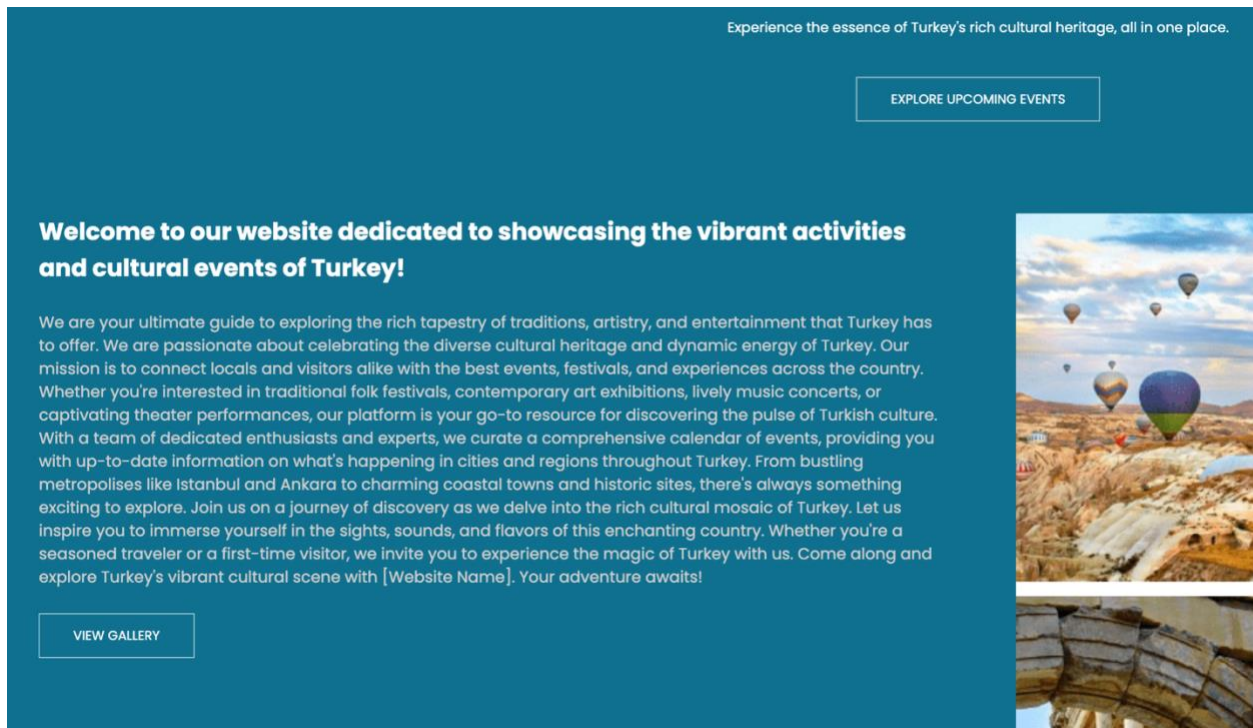 Experience the essence of Turkey's rich cultural heritage, all in one place.
EXPLORE UPCOMING EVENTS
Welcome to our website dedicated to showcasing the vibrant activities
and cultural events of Turkey!
We are your ultimate guide to exploring the rich tapestry of traditions, artistry, and entertainment that Turkey has
to offer. We are passionate about celebrating the diverse cultural heritage and dynamic energy of Turkey. Our
mission is to connect locals and visitors alike with the best events, festivals, and experiences across the country.
Whether you're interested in traditional folk festivals, contemporary art exhibitions, lively music concerts, or
captivating theater performances, our platform is your go-to resource for discovering the pulse of Turkish culture.
With a team of dedicated enthusiasts and experts, we curate a comprehensive calendar of events, providing you
with up-to-date information on what's happening in cities and regions throughout Turkey. From bustling
metropolises like Istanbul and Ankara to charming coastal towns and historic sites, there's always something
exciting to explore. Join us on a journey of discovery as we delve into the rich cultural mosaic of Turkey. Let us
inspire you to immerse yourself in the sights, sounds, and flavors of this enchanting country. Whether you're a
seasoned traveler or a first-time visitor, we invite you to experience the magic of Turkey with us. Come along and
explore Turkey's vibrant cultural scene with [Website Name]. Your adventure awaits!
VIEW GALLERY